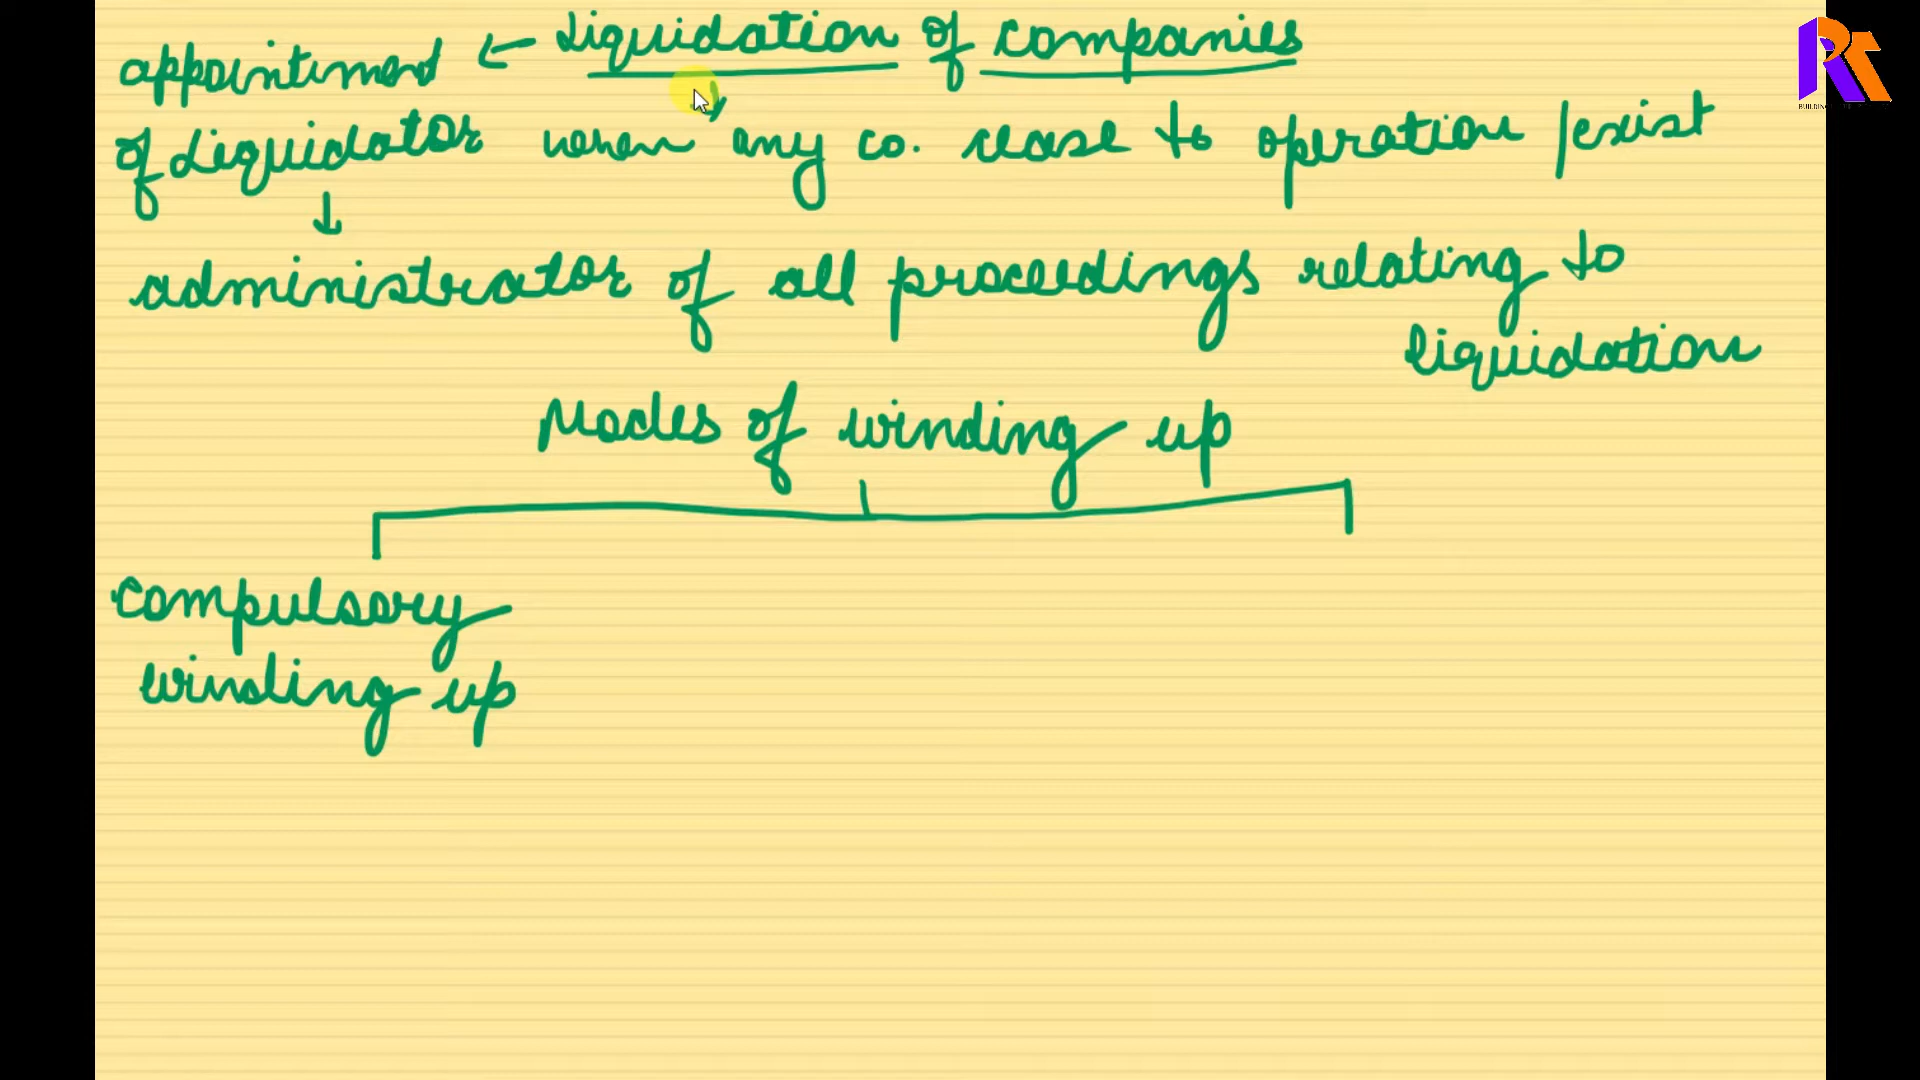 Liquidation of companies
appointment
of Liquidator when any co. cease to operation /exist
administrator of all proceedings relating to
liquidation
Modes of winding up
Compulsory
winding up
RT